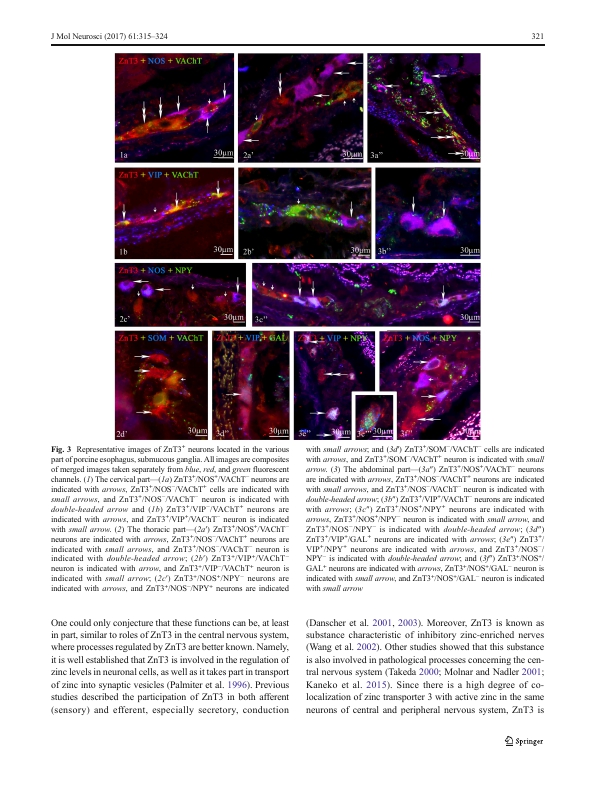 J Mol Neurosci (2017) 61:315–324
321
ZnT3 + NOS + VAChT
1a
30µm
2a'
30µm
3a"
30µm
ZnT3 + VIP + VAChT
1b
30µm
2b'
30µm
3b"
30µm
ZnT3 + NOS + NPY
2c'
30µm
3c"
30µm
ZnT3 + SOM + VAChT
2d'
30µm
ZnT3 + VIP + GAL
3d"
30µm
ZnT3 + VIP + NPY
3e"
30µm
ZnT3 + NOS + NPY
3f"
30µm
Fig. 3 Representative images of ZnT3⁺ neurons located in the various
part of porcine esophagus, submucous ganglia. All images are composites
of merged images taken separately from blue, red, and green fluorescent
channels. (1) The cervical part—(1a) ZnT3⁺/NOS⁺/VAChT⁻ neurons are
indicated with arrows, ZnT3⁺/NOS⁻/VAChT⁺ cells are indicated with
small arrows, and ZnT3⁺/NOS⁻/VAChT⁻ neuron is indicated with
double-headed arrow and (1b) ZnT3⁺/VIP⁻/VAChT⁺ neurons are
indicated with arrows, and ZnT3⁺/VIP⁺/VAChT⁻ neuron is indicated
with small arrow. (2) The thoracic part—(2a') ZnT3⁺/NOS⁺/VAChT⁻
neurons are indicated with arrows, ZnT3⁺/NOS⁻/VAChT⁺ neurons are
indicated with small arrows, and ZnT3⁺/NOS⁻/VAChT⁻ neuron is
indicated with double-headed arrow; (2b') ZnT3⁺/VIP⁺/VAChT⁻
neuron is indicated with arrow, and ZnT3⁺/VIP⁻/VAChT⁺ neuron is
indicated with small arrow; (2c') ZnT3⁺/NOS⁺/NPY⁻ neurons are
indicated with arrows, and ZnT3⁺/NOS⁻/NYP⁺ neurons are indicated
with small arrows; and (3d') ZnT3⁺/SOM⁻/VAChT⁻ cells are indicated
with arrows, and ZnT3⁺/SOM⁻/VAChT⁺ neuron is indicated with small
arrow. (3) The abdominal part—(3a") ZnT3⁺/NOS⁺/VAChT⁻ neurons
are indicated with arrows, ZnT3⁺/NOS⁻/VAChT⁺ neurons are indicated
with small arrows, and ZnT3⁺/NOS⁻/VAChT⁻ neuron is indicated with
double-headed arrow; (3b") ZnT3⁺/VIP⁺/VAChT⁻ neurons are indicated
with arrows; (3c") ZnT3⁺/NOS⁺/NPY⁺ neurons are indicated with
arrows, ZnT3⁺/NOS⁺/NPY⁻ neuron is indicated with small arrow, and
ZnT3⁺/NOS⁻/NPY⁻ is indicated with double-headed arrow; (3d")
ZnT3⁺/VIP⁺/GAL⁺ neurons are indicated with arrows; (3e") ZnT3⁺/
VIP⁺/NPY⁺ neurons are indicated with arrows, and ZnT3⁺/NOS⁻/
NPY⁻ is indicated with double-headed arrow; and (3f") ZnT3⁺/NOS⁺/
GAL⁺ neurons are indicated with arrows, ZnT3⁺/NOS⁺/GAL⁻ neuron is
indicated with small arrow, and ZnT3⁺/NOS⁺/GAL⁻ neuron is indicated
with small arrow
One could only conjecture that these functions can be, at least
in part, similar to roles of ZnT3 in the central nervous system,
where processes regulated by ZnT3 are better known. Namely,
it is well established that ZnT3 is involved in the regulation of
zinc levels in neuronal cells, as well as it takes part in transport
of zinc into synaptic vesicles (Palmiter et al. 1996). Previous
studies described the participation of ZnT3 in both afferent
(sensory) and efferent, especially secretory, conduction
(Danscher et al. 2001, 2003). Moreover, ZnT3 is known as
substance characteristic of inhibitory zinc-enriched nerves
(Wang et al. 2002). Other studies showed that this substance
is also involved in pathological processes concerning the cen-
tral nervous system (Takeda 2000; Molnar and Nadler 2001;
Kaneko et al. 2015). Since there is a high degree of co-
localization of zinc transporter 3 with active zinc in the same
neurons of central and peripheral nervous system, ZnT3 is
Springer